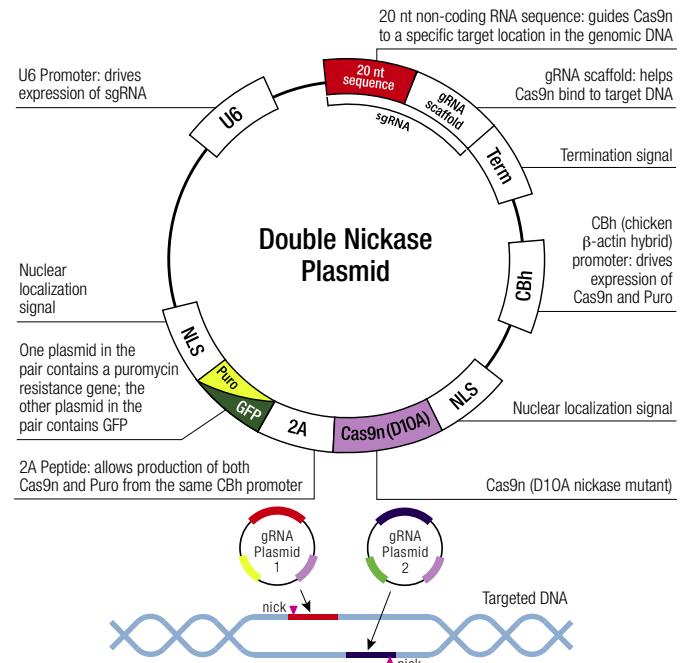 20 nt non-coding RNA sequence: guides Cas9n
to a specific target location in the genomic DNA
U6 Promoter: drives
expression of sgRNA
gRNA scaffold: helps
Cas9n bind to target DNA
20 nt
sequence
gRNA
scaffold
sgRNA
U6
Term
Termination signal
Double Nickase
Plasmid
CBh (chicken
β-actin hybrid)
promoter: drives
expression of
Cas9n and Puro
CBh
Nuclear
localization
signal
NLS
One plasmid in the
pair contains a puromycin
resistance gene; the
other plasmid in the
pair contains GFP
Puro
GFP
2A
Cas9n (D10A)
NLS
Nuclear localization signal
2A Peptide: allows production of both
Cas9n and Puro from the same CBh promoter
Cas9n (D10A nickase mutant)
gRNA
Plasmid
1
gRNA
Plasmid
2
nick
Targeted DNA
nick